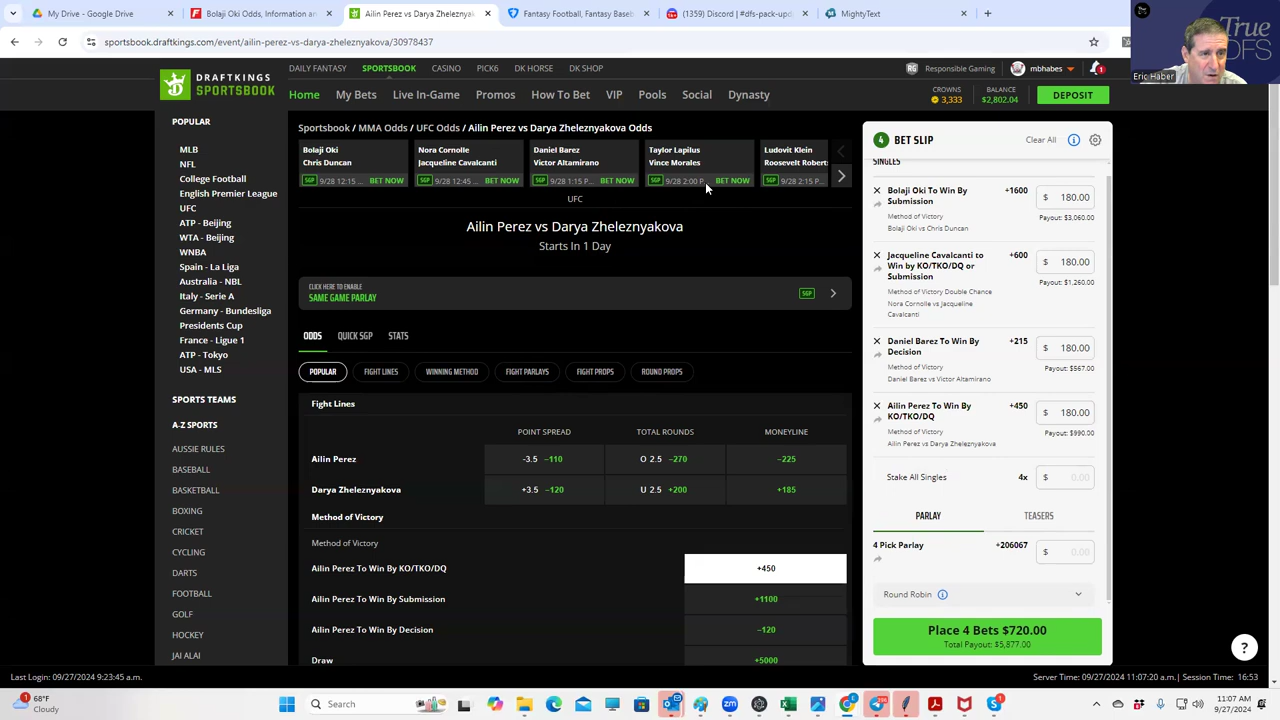 My Drive - Google Drive
Bolaji Oki Odds, Information an
Ailin Perez vs Darya Zheleznyak
Fantasy Football, Fantasy Baseb
(1359) Discord | #dfs-pack-upd
MightyText
sportsbook.draftkings.com/event/ailin-perez-vs-darya-zheleznyakova/30978437
True
DFS
Eric Haber
DRAFTKINGS
SPORTSBOOK
DAILY FANTASY
SPORTSBOOK
CASINO
PICK6
DK HORSE
DK SHOP
RG
Responsible Gaming
mbhabes
1
Home
My Bets
Live In-Game
Promos
How To Bet
VIP
Pools
Social
Dynasty
CROWNS
3,333
BALANCE
$2,802.04
DEPOSIT
POPULAR
MLB
NFL
College Football
English Premier League
UFC
ATP - Beijing
WTA - Beijing
WNBA
Spain - La Liga
Australia - NBL
Italy - Serie A
Germany - Bundesliga
Presidents Cup
France - Ligue 1
ATP - Tokyo
USA - MLS
SPORTS TEAMS
A-Z SPORTS
AUSSIE RULES
BASEBALL
BASKETBALL
BOXING
CRICKET
CYCLING
DARTS
FOOTBALL
GOLF
HOCKEY
JAI ALAI
Sportsbook / MMA Odds / UFC Odds / Ailin Perez vs Darya Zheleznyakova Odds
Bolaji Oki
Chris Duncan
SGP 9/28 12:15 ... BET NOW
Nora Cornolle
Jacqueline Cavalcanti
SGP 9/28 12:45 ... BET NOW
Daniel Barez
Victor Altamirano
SGP 9/28 1:15 P... BET NOW
Taylor Lapilus
Vince Morales
SGP 9/28 2:00 P... BET NOW
Ludovit Klein
Roosevelt Robert:
SGP 9/28 2:15 P... BET NOW
UFC
Ailin Perez vs Darya Zheleznyakova
Starts In 1 Day
CLICK HERE TO ENABLE
SAME GAME PARLAY
SGP
ODDS
QUICK SGP
STATS
POPULAR
FIGHT LINES
WINNING METHOD
FIGHT PARLAYS
FIGHT PROPS
ROUND PROPS
Fight Lines
POINT SPREAD
TOTAL ROUNDS
MONEYLINE
Ailin Perez
-3.5 −110
O 2.5 −270
−225
Darya Zheleznyakova
+3.5 −120
U 2.5 +200
+185
Method of Victory
Method of Victory
Ailin Perez To Win By KO/TKO/DQ
+450
Ailin Perez To Win By Submission
+1100
Ailin Perez To Win By Decision
−120
Draw
+5000
4 BET SLIP
Clear All
SINGLES
Bolaji Oki To Win By
Submission
+1600
$ 180.00
Method of Victory
Payout: $3,060.00
Bolaji Oki vs Chris Duncan
Jacqueline Cavalcanti to
Win by KO/TKO/DQ or
Submission
+600
$ 180.00
Payout: $1,260.00
Method of Victory Double Chance
Nora Cornolle vs Jacqueline
Cavalcanti
Daniel Barez To Win By
Decision
+215
$ 180.00
Method of Victory
Payout: $567.00
Daniel Barez vs Victor Altamirano
Ailin Perez To Win By
KO/TKO/DQ
+450
$ 180.00
Method of Victory
Payout: $990.00
Ailin Perez vs Darya Zheleznyakova
Stake All Singles
4x
$ 0.00
PARLAY
TEASERS
4 Pick Parlay
+206067
$ 0.00
Round Robin
Place 4 Bets $720.00
Total Payout: $5,877.00
?
Last Login: 09/27/2024 9:23:45 a.m.
Server Time: 09/27/2024 11:07:20 a.m.| Session Time: 16:53
68°F
Cloudy
Search
11:07 AM
9/27/2024